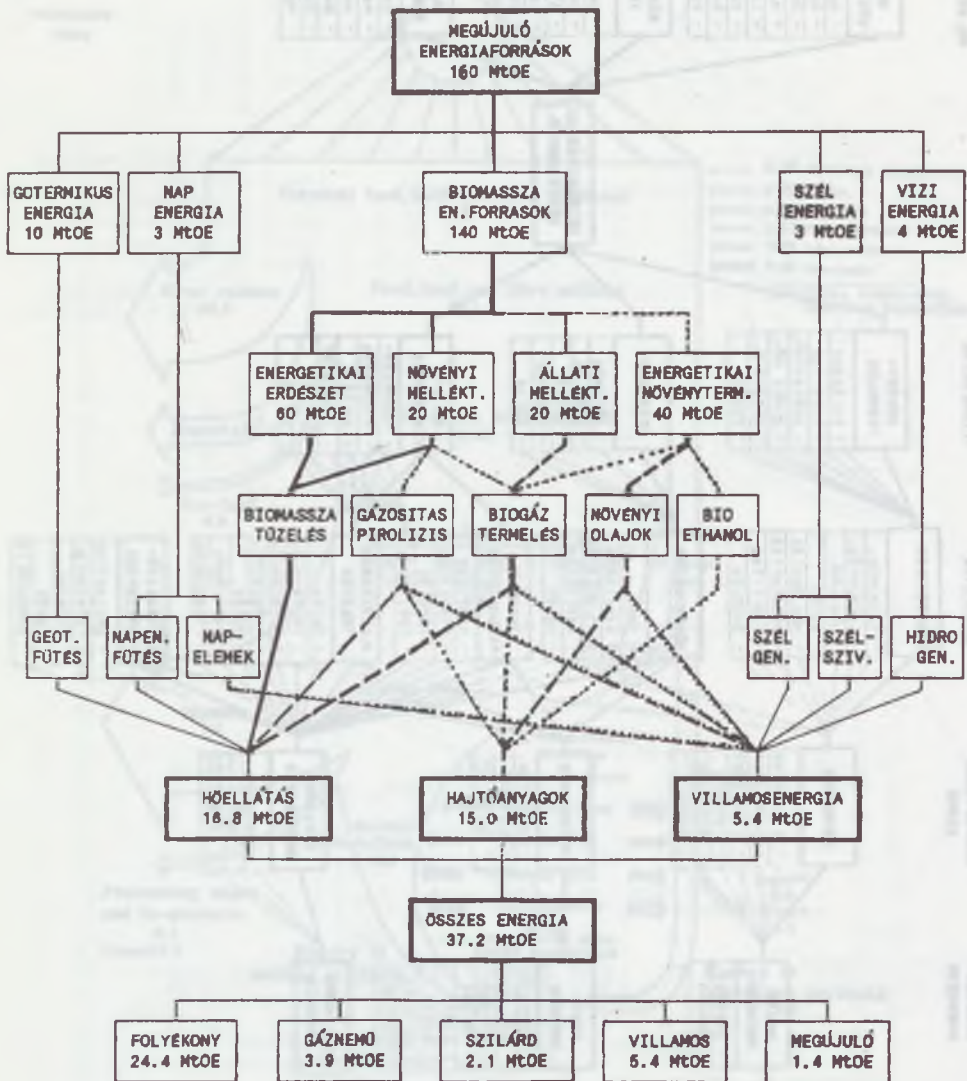 MEGÚJULÓ
ENERGIAFORRÁSOK
160 MtOE
GOTERMIKUS
ENERGIA
10 MtOE
NAP
ENERGIA
3 MtOE
BIOMASSZA
EN.FORRASOK
140 MtOE
SZÉL
ENERGIA
3 MtOE
VIZI
ENERGIA
4 MtOE
ENERGETIKAI
ERDÉSZET
60 MtOE
NÖVÉNYI
MELLÉKT.
20 MtOE
ÁLLATI
MELLÉKT.
20 MtOE
ENERGETIKAI
NÖVÉNYTERM.
40 MtOE
BIOMASSZA
TÜZELÉS
GÁZOSITAS
PIROLIZIS
BIOGÁZ
TERMELÉS
NÖVÉNYI
OLAJOK
BIO
ETHANOL
GEOT.
FÜTÉS
NAPEN.
FÜTÉS
NAP-
ELEMEK
SZÉL
GEN.
SZÉL-
SZIV.
HIDRO
GEN.
HÖELLATÁS
16.8 MtOE
HAJTÓANYAGOK
15.0 MtOE
VILLAMOSENERGIA
5.4 MtOE
ÖSSZES ENERGIA
37.2 MtOE
FOLYÉKONY
24.4 MtOE
GÁZNEMÜ
3.9 MtOE
SZILÁRD
2.1 MtOE
VILLAMOS
5.4 MtOE
MEGÚJULÓ
1.4 MtOE